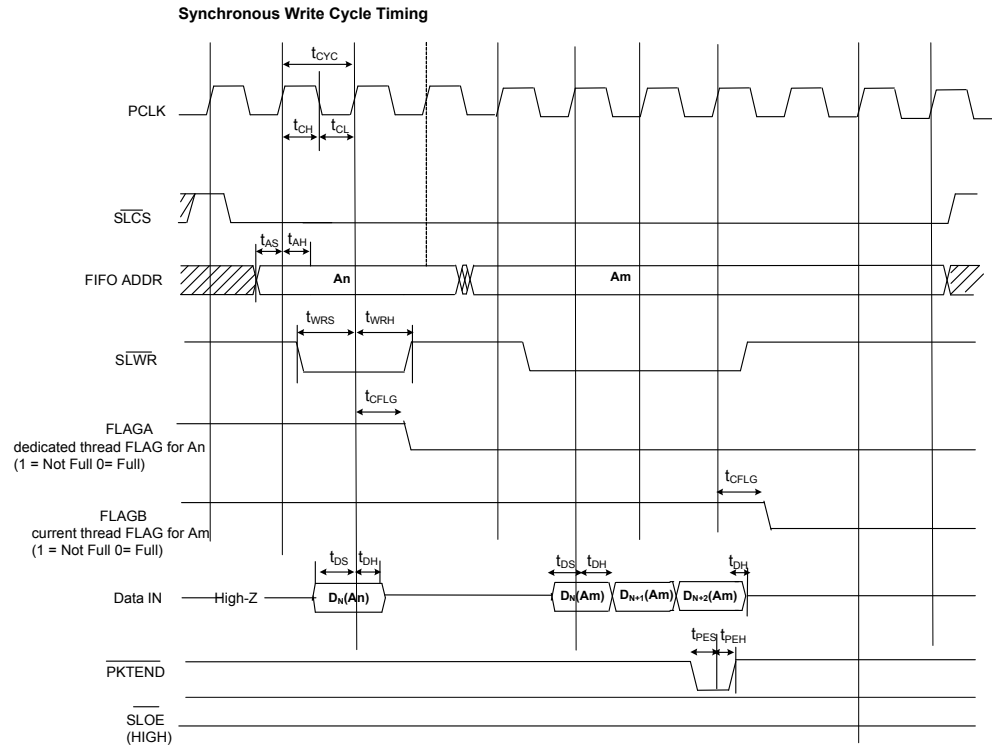 Synchronous Write Cycle Timing
tCYC
PCLK
tCH
tCL
SLCS
tAS
tAH
FIFO ADDR
An
Am
tWRS
tWRH
SLWR
tCFLG
FLAGA
dedicated thread FLAG for An
(1 = Not Full 0= Full)
tCFLG
FLAGB
current thread FLAG for Am
(1 = Not Full 0= Full)
tDS
tDH
tDS
tDH
tDH
Data IN
High-Z
DN(An)
DN(Am)
DN+1(Am)
DN+2(Am)
tPES
tPEH
PKTEND
SLOE
(HIGH)